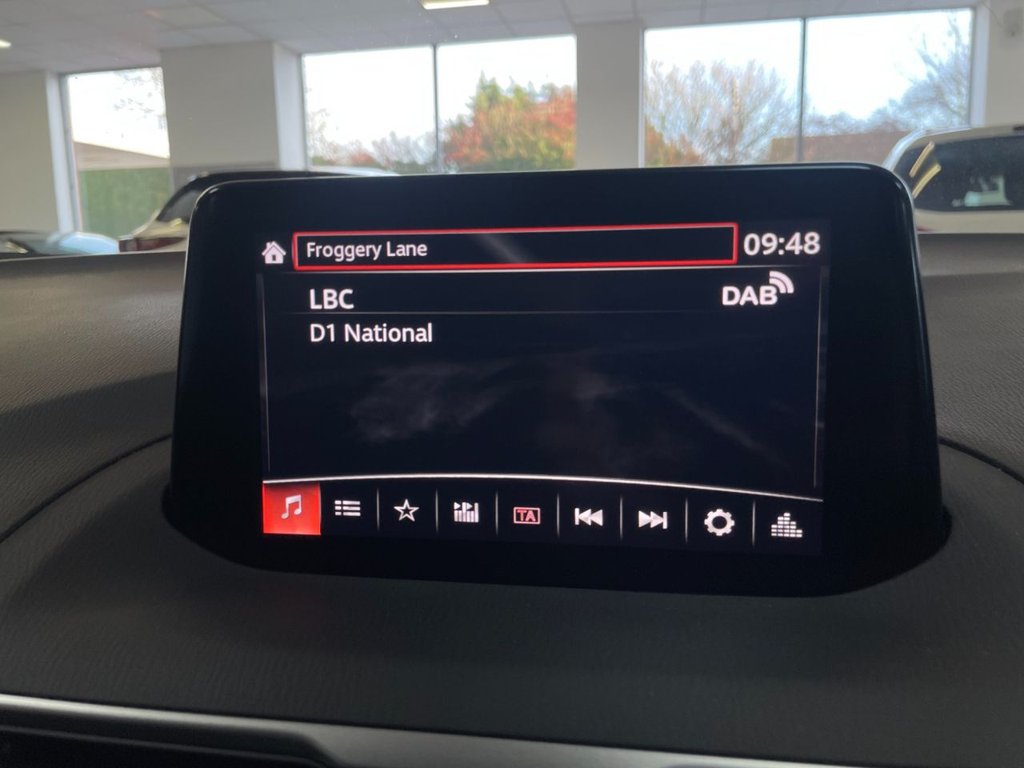 Froggery Lane
09:48
LBC
DAB
D1 National
TA